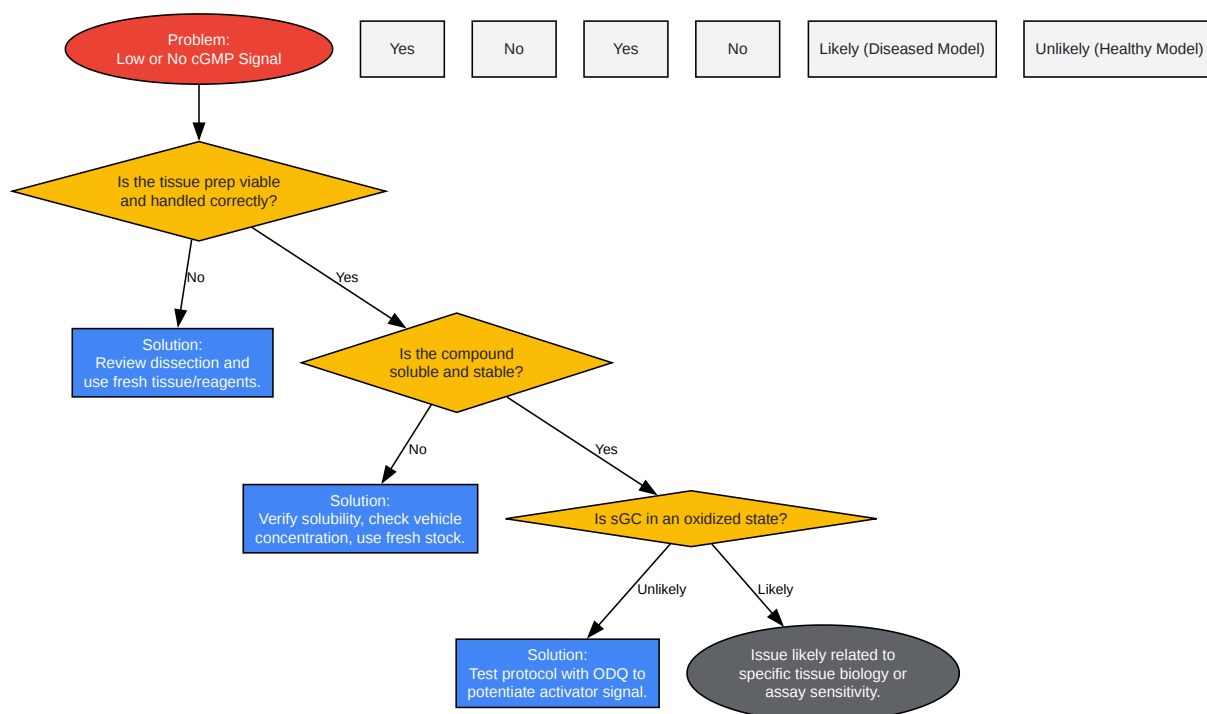 Problem:
Low or No cGMP Signal
Yes
No
Yes
No
Likely (Diseased Model)
Unlikely (Healthy Model)
Is the tissue prep viable
and handled correctly?
No
Yes
Solution:
Review dissection and
use fresh tissue/reagents.
Is the compound
soluble and stable?
No
Yes
Solution:
Verify solubility, check vehicle
concentration, use fresh stock.
Is sGC in an oxidized state?
Unlikely
Likely
Solution:
Test protocol with ODQ to
potentiate activator signal.
Issue likely related to
specific tissue biology or
assay sensitivity.